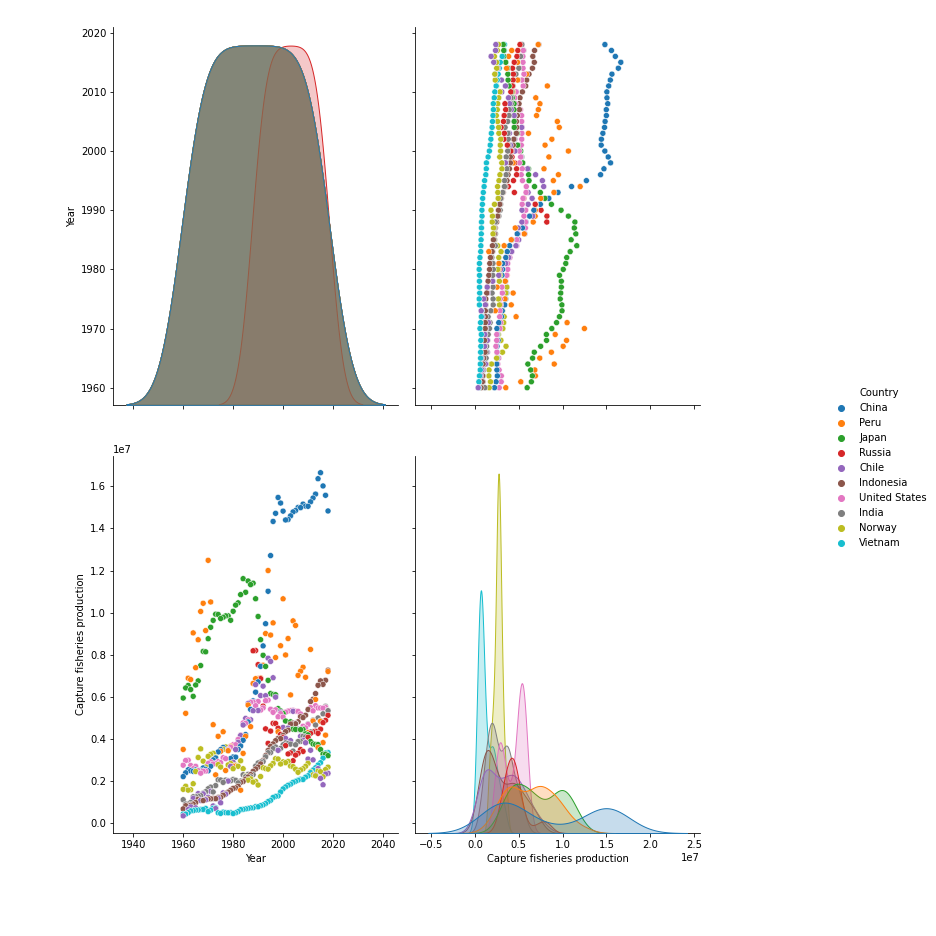 2020
2010
2000
1990
1980
1970
1960
Year
Country
China
Peru
Japan
Russia
Chile
Indonesia
United States
India
Norway
Vietnam
1e7
1.6
1.4
1.2
1.0
0.8
0.6
0.4
0.2
0.0
Capture fisheries production
1940 1960 1980 2000 2020 2040
Year
−0.5 0.0 0.5 1.0 1.5 2.0 2.5
Capture fisheries production
1e7